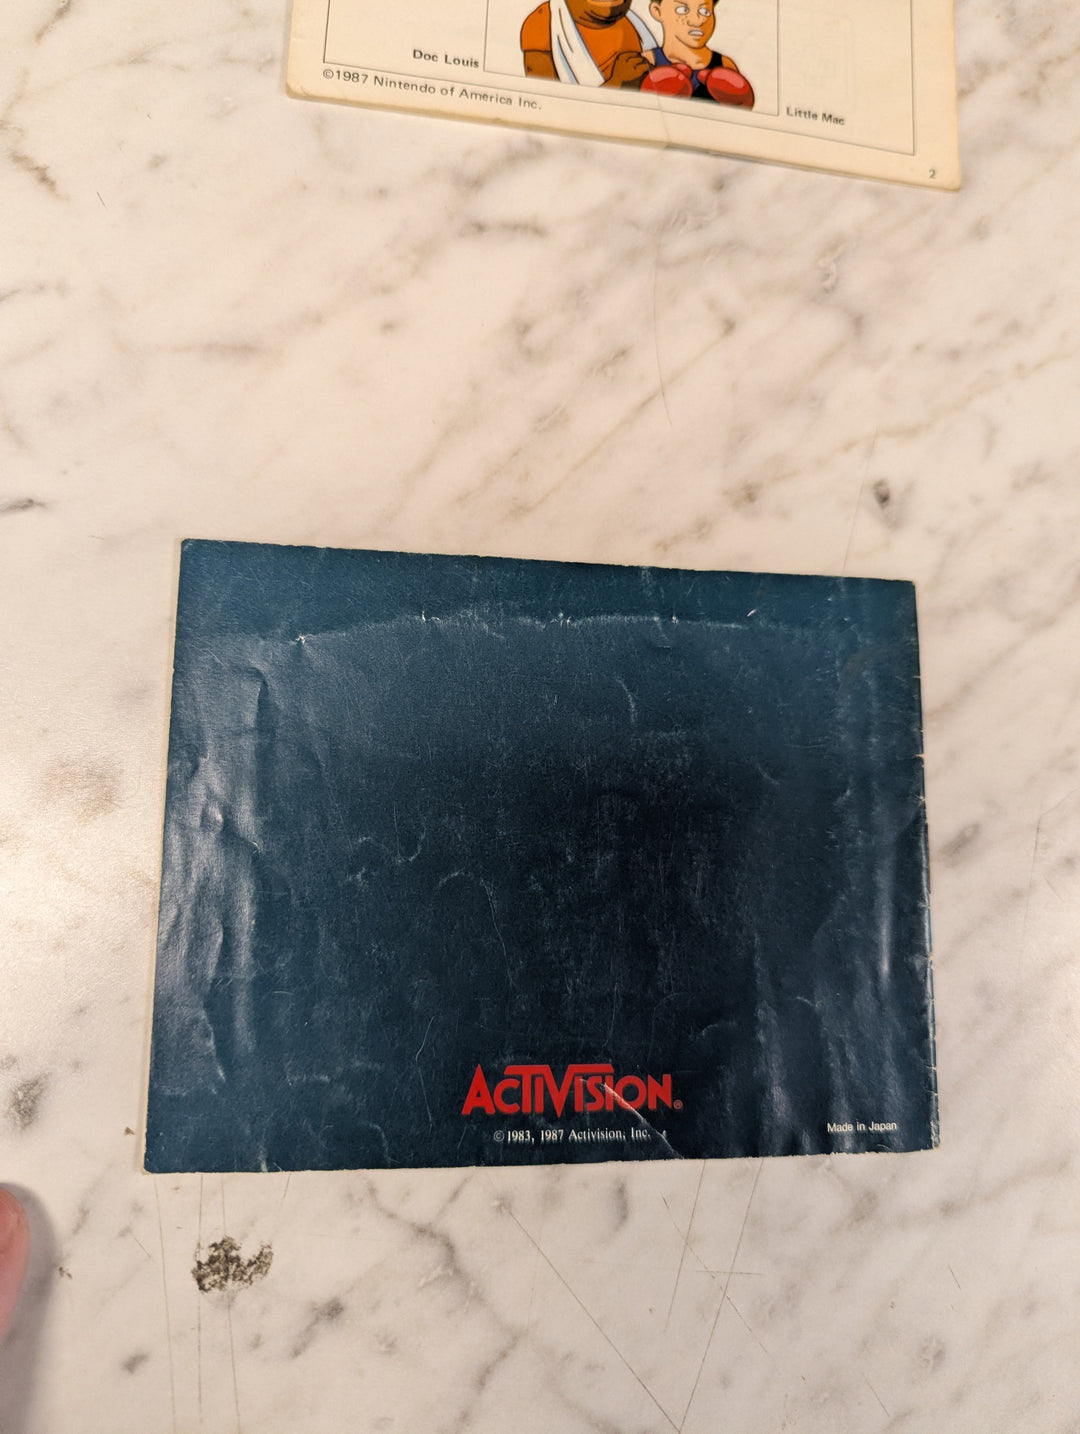 Doc Louis
©1987 Nintendo of America Inc.
Little Mac
2
ACTIVISION®
© 1983, 1987 Activision, Inc.
Made in Japan